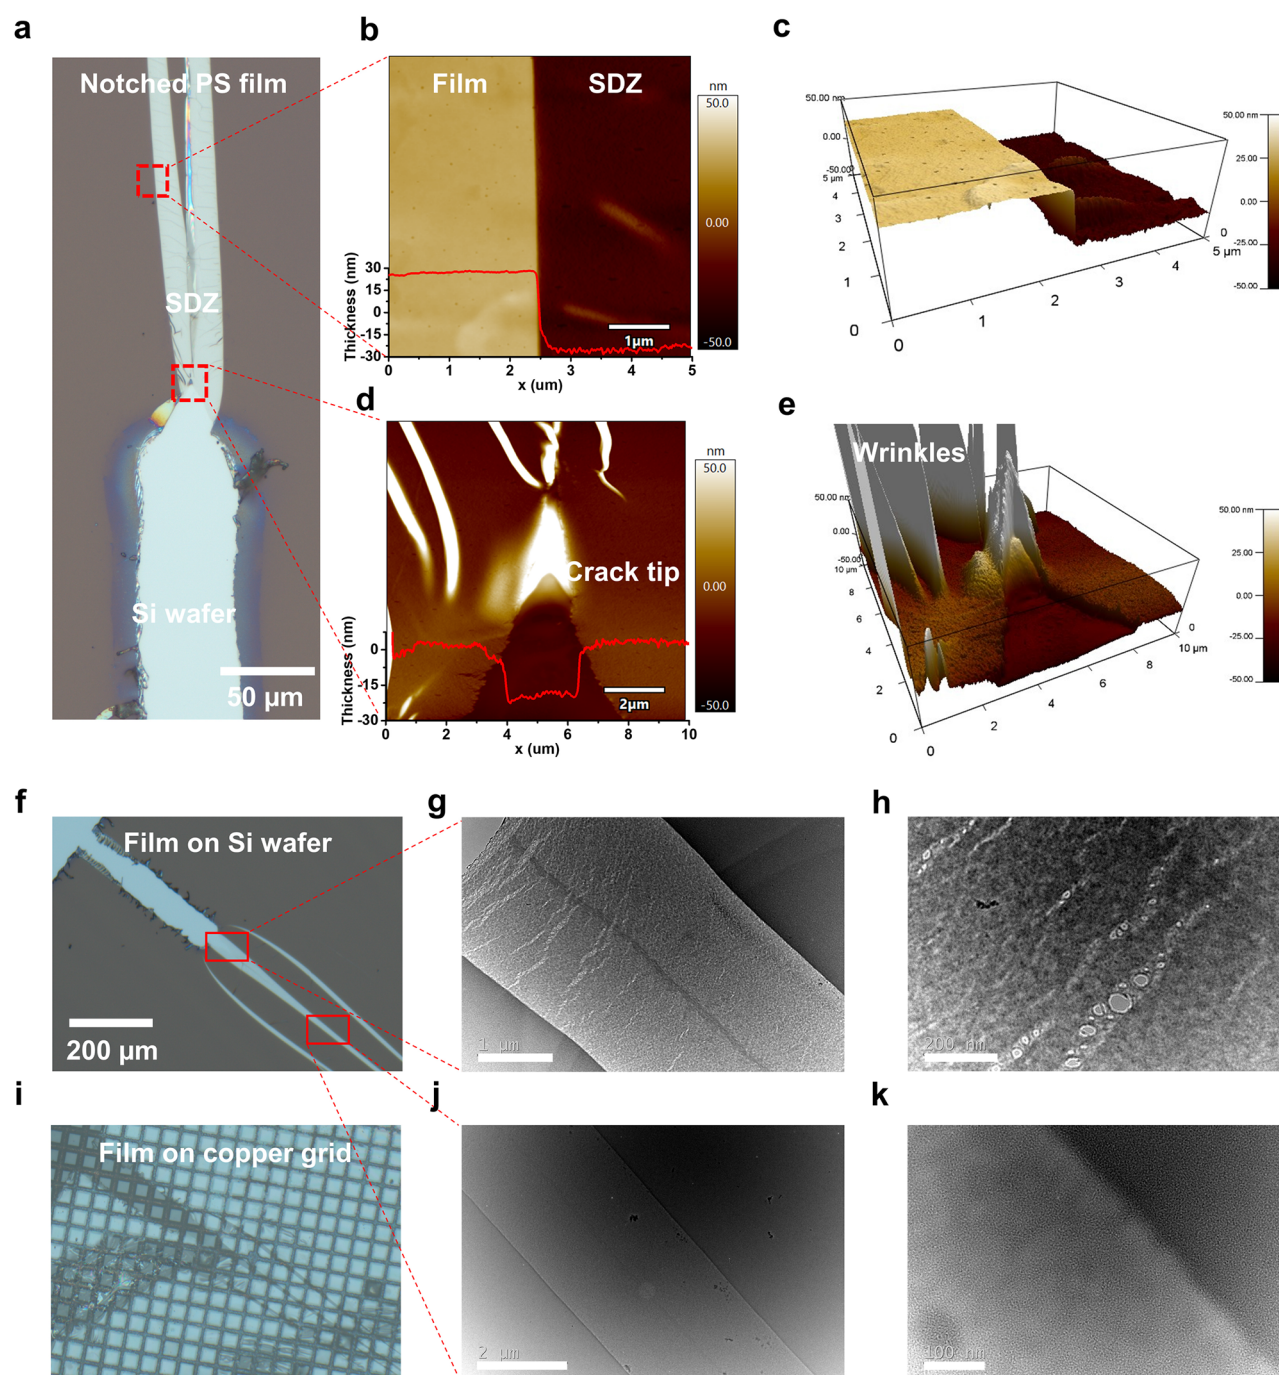 a
Notched PS film
SDZ
Si wafer
50 µm
b
Film
SDZ
nm
50.0
0.00
-50.0
Thickness (nm)
30
15
0
-15
-30
1µm
0 1 2 3 4 5
x (um)
c
50.00 nm
0.00
-50.00
5 µm
4
3
2
1
0
0
1
2
3
4
5 µm
0
50.00 nm
25.00
0.00
-25.00
-50.00
d
Crack tip
nm
50.0
0.00
-50.0
Thickness (nm)
0
-15
-30
2µm
0 2 4 6 8 10
x (um)
e
Wrinkles
50.00 nm
0.00
-50.00
10 µm
8
6
4
2
0
0
2
4
6
8
10 µm
0
50.00 nm
25.00
0.00
-25.00
-50.00
f
Film on Si wafer
200 µm
g
1 µm
h
200 nm
i
Film on copper grid
j
2 µm
k
100 nm